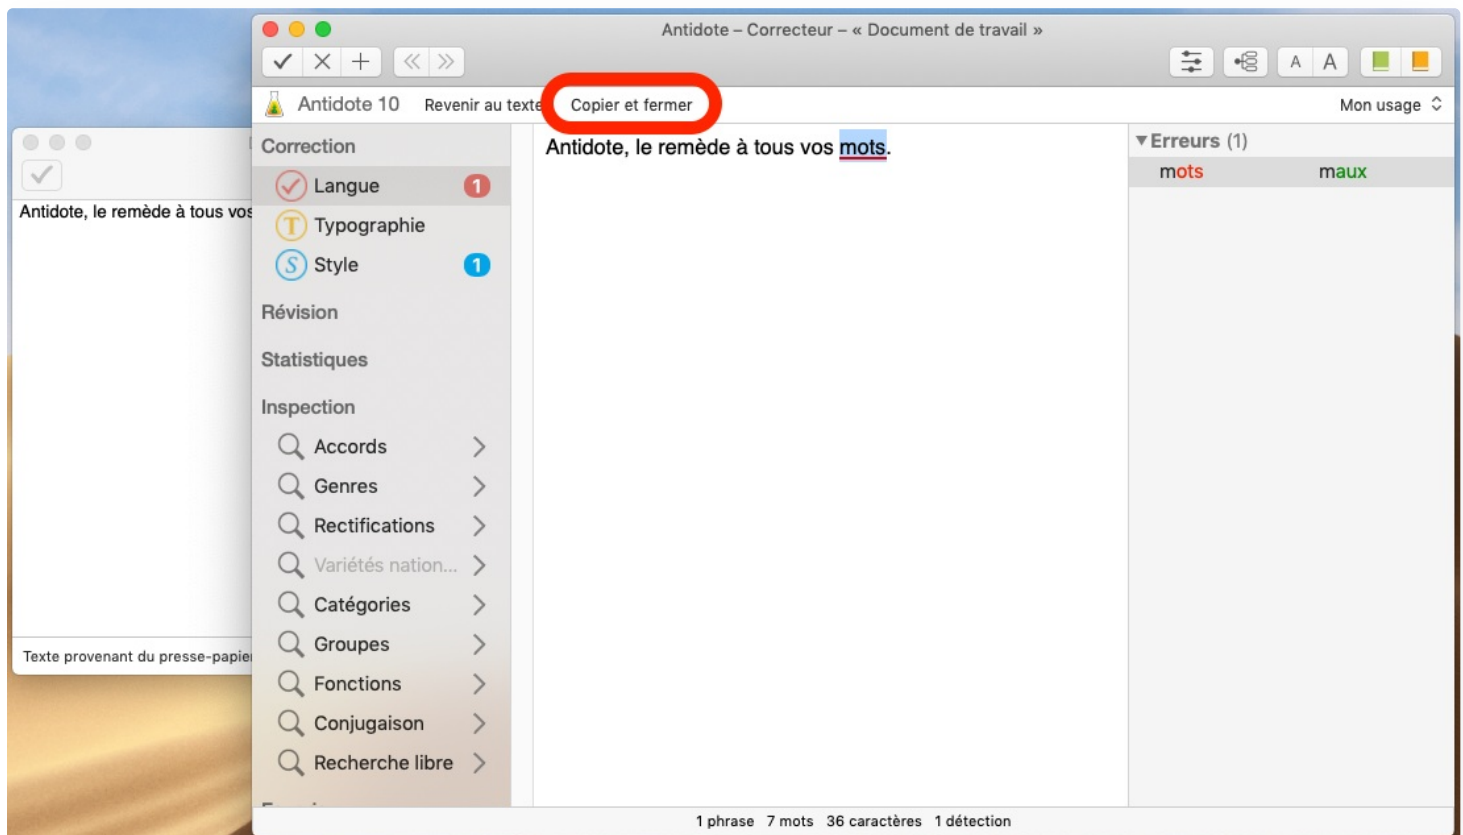 Antidote – Correcteur – « Document de travail »
A A
Antidote 10 Revenir au texte Copier et fermer Mon usage
Correction
Langue 1
Typographie
Style 1
Révision
Statistiques
Inspection
Accords
Genres
Rectifications
Variétés nation...
Catégories
Groupes
Fonctions
Conjugaison
Recherche libre
Antidote, le remède à tous vos mots.
Erreurs (1)
mots maux
1 phrase 7 mots 36 caractères 1 détection
Antidote, le remède à tous vos
Texte provenant du presse-papie